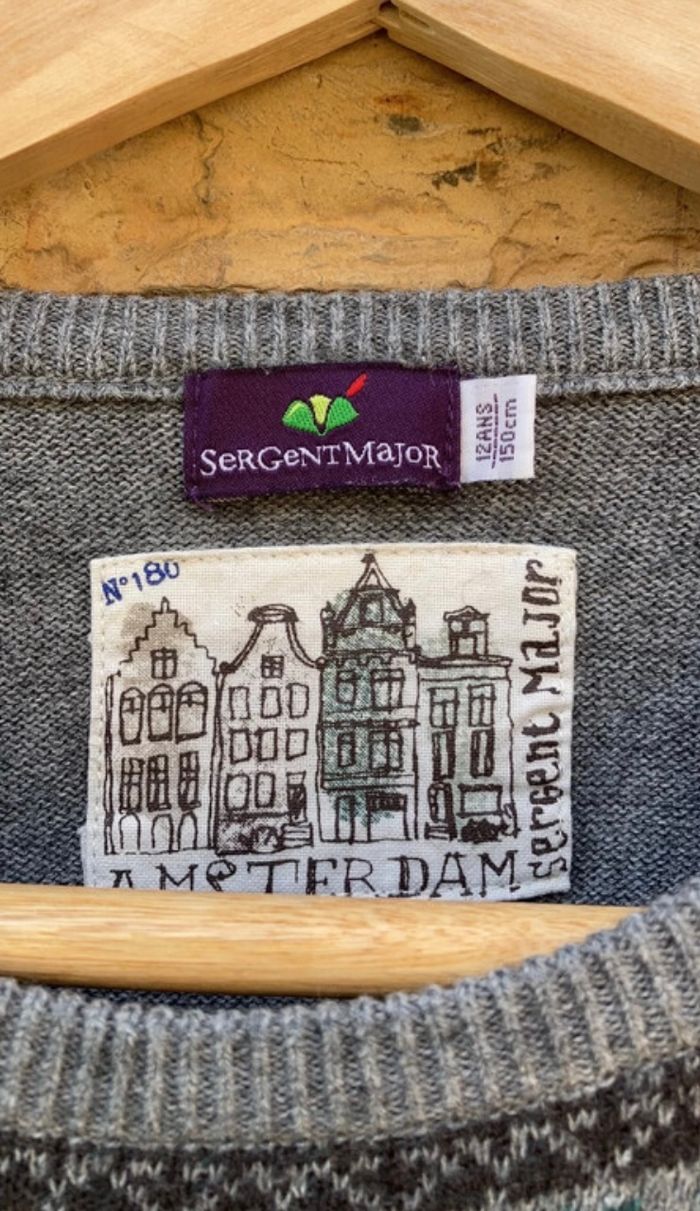 SeRGeNTMaJoR
12ANS
150cm
N°180
sergent Major
AMSTERDAM